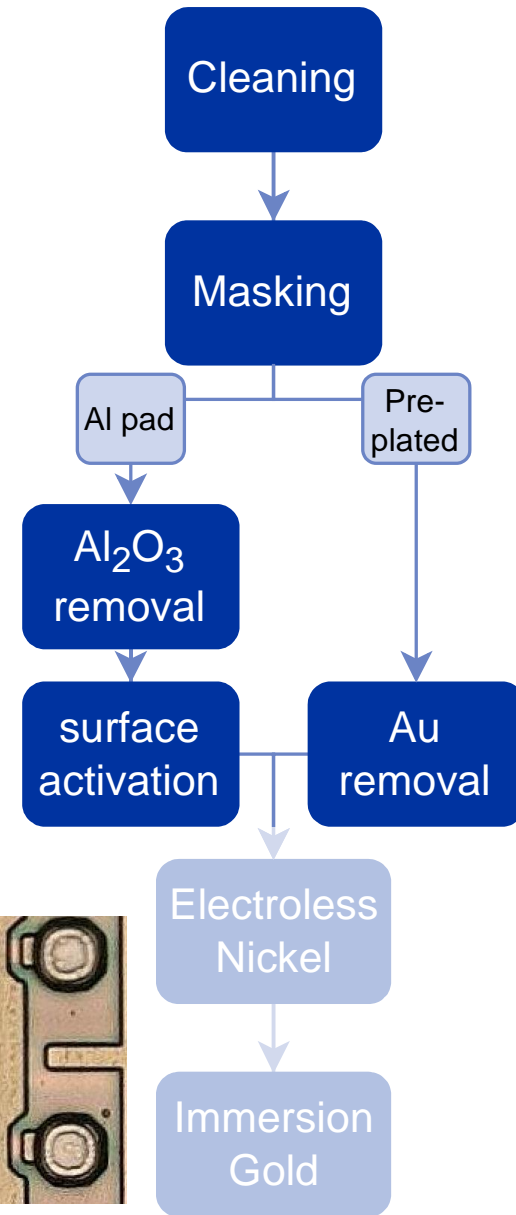 Cleaning
Masking
Al pad
Pre-
plated
Al₂O₃
removal
surface
activation
Au
removal
Electroless
Nickel
Immersion
Gold